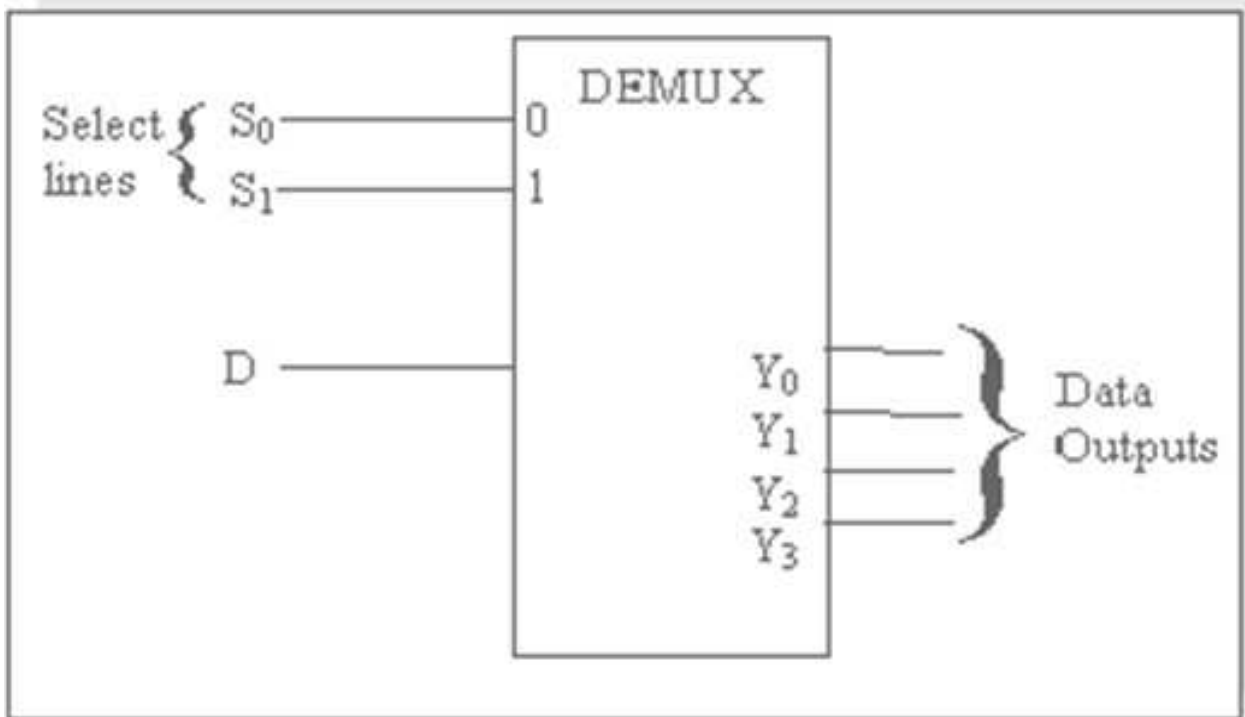 DEMUX
Select
lines
S₀
S₁
0
1
D
Y₀
Y₁
Y₂
Y₃
Data
Outputs